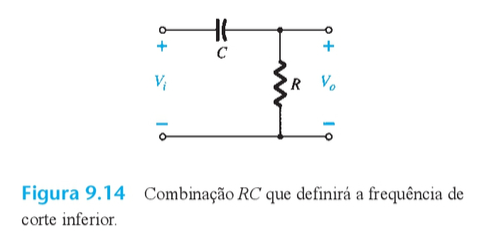 + C +
V_i R V_o
− −
Figura 9.14 Combinação RC que definirá a frequência de
corte inferior.